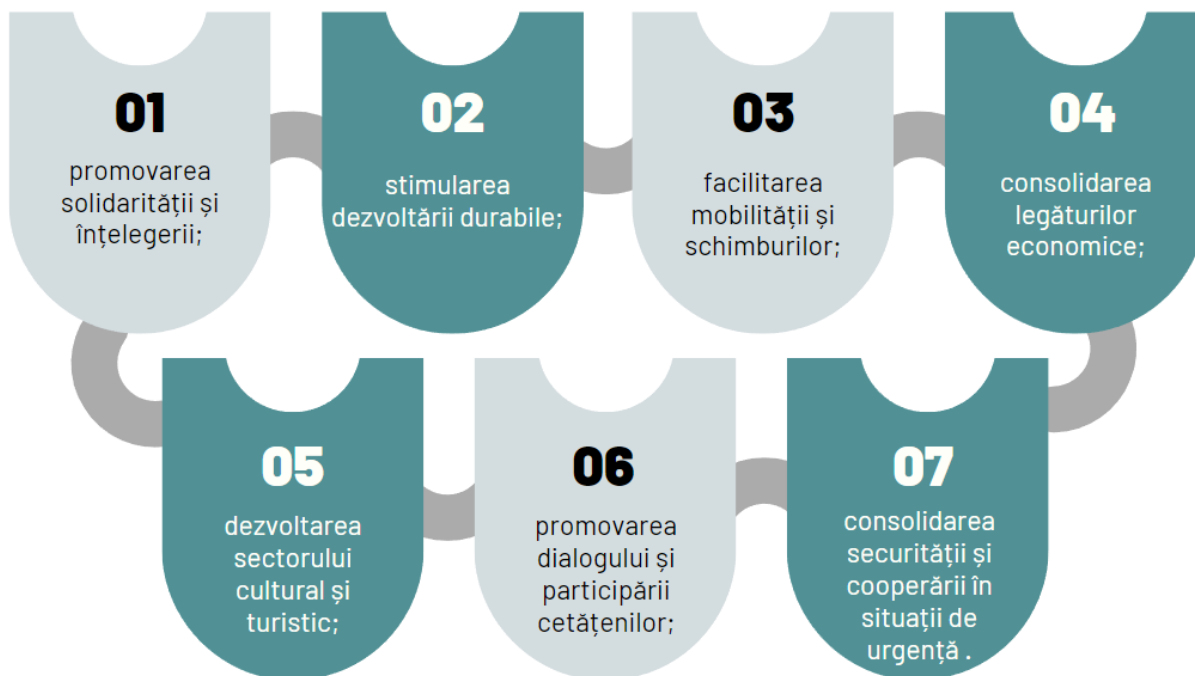 01
promovarea
solidarității și
înțelegerii;
02
stimularea
dezvoltării durabile;
03
facilitarea
mobilității și
schimburilor;
04
consolidarea
legăturilor
economice;
05
dezvoltarea
sectorului
cultural și
turistic;
06
promovarea
dialogului și
participării
cetățenilor;
07
consolidarea
securității și
cooperării în
situații de
urgență .